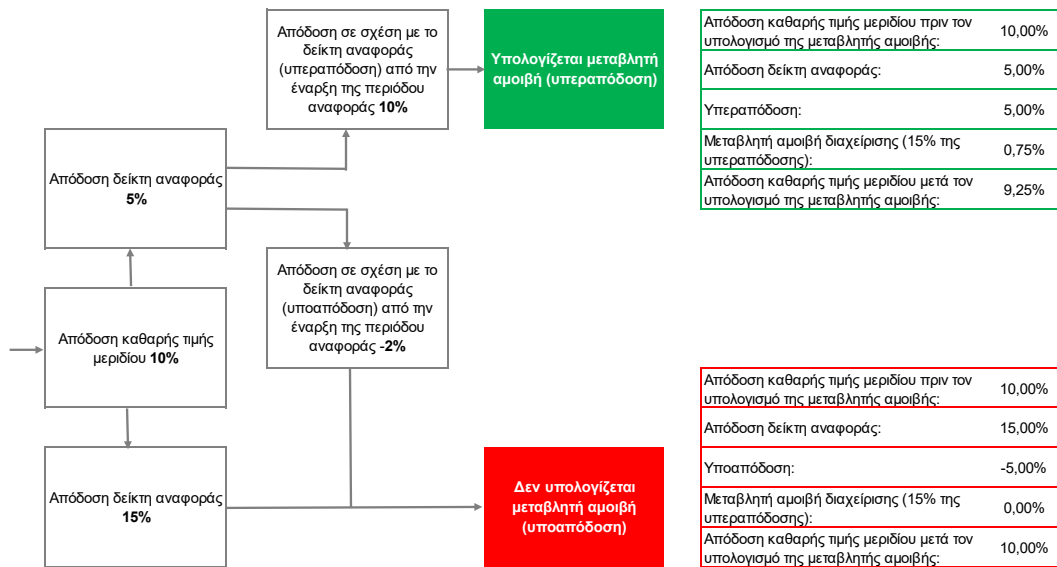 Απόδοση σε σχέση με το
δείκτη αναφοράς
(υπεραπόδοση) από την
έναρξη της περιόδου
αναφοράς 10%
Υπολογίζεται μεταβλητή
αμοιβή (υπεραπόδοση)
Απόδοση καθαρής τιμής μεριδίου πριν τον
υπολογισμό της μεταβλητής αμοιβής:
10,00%
Απόδοση δείκτη αναφοράς:
5,00%
Υπεραπόδοση:
5,00%
Μεταβλητή αμοιβή διαχείρισης (15% της
υπεραπόδοσης):
0,75%
Απόδοση καθαρής τιμής μεριδίου μετά τον
υπολογισμό της μεταβλητής αμοιβής:
9,25%
Απόδοση δείκτη αναφοράς
5%
Απόδοση σε σχέση με το
δείκτη αναφοράς
(υποαπόδοση) από την
έναρξη της περιόδου
αναφοράς -2%
Απόδοση καθαρής τιμής
μεριδίου 10%
Απόδοση δείκτη αναφοράς
15%
Δεν υπολογίζεται
μεταβλητή αμοιβή
(υποαπόδοση)
Απόδοση καθαρής τιμής μεριδίου πριν τον
υπολογισμό της μεταβλητής αμοιβής:
10,00%
Απόδοση δείκτη αναφοράς:
15,00%
Υποαπόδοση:
-5,00%
Μεταβλητή αμοιβή διαχείρισης (15% της
υπεραπόδοσης):
0,00%
Απόδοση καθαρής τιμής μεριδίου μετά τον
υπολογισμό της μεταβλητής αμοιβής:
10,00%